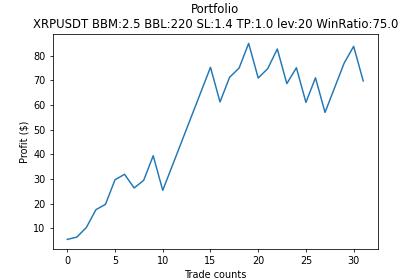 Portfolio
XRPUSDT BBM:2.5 BBL:220 SL:1.4 TP:1.0 lev:20 WinRatio:75.0
Profit ($)
80
70
60
50
40
30
20
10
0 5 10 15 20 25 30
Trade counts